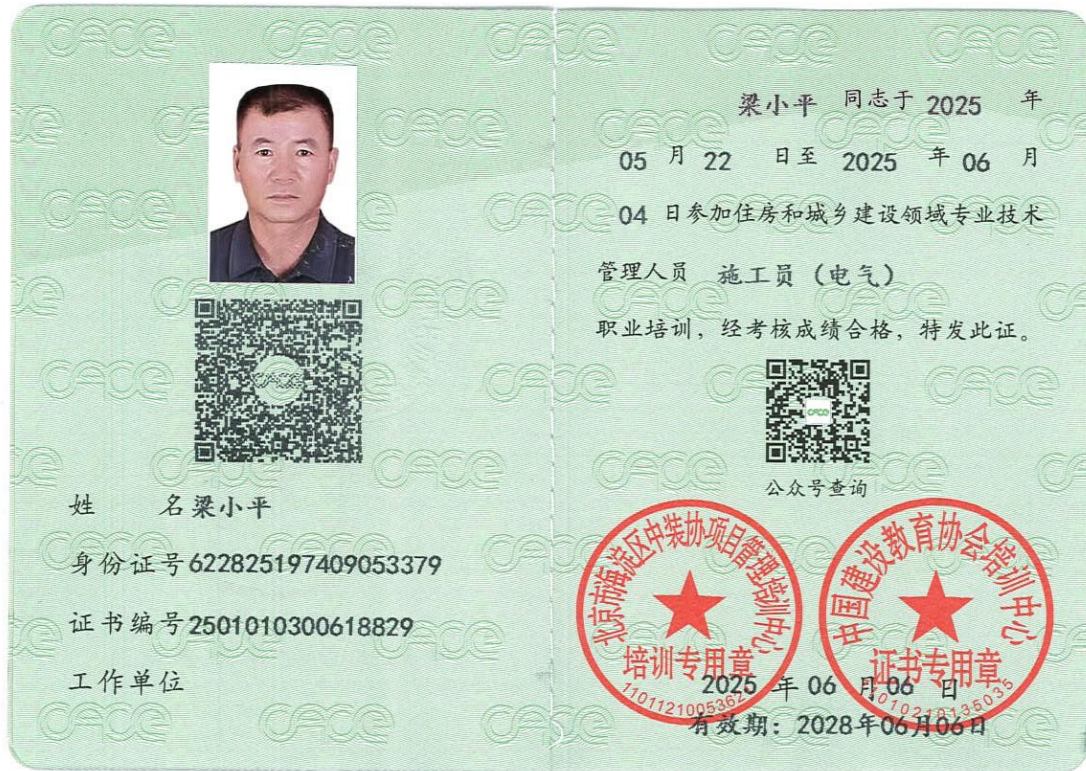 姓 名梁小平
身份证号622825197409053379
证书编号2501010300618829
工作单位
梁小平 同志于 2025 年
05 月 22 日至 2025 年 06 月
04 日参加住房和城乡建设领域专业技术
管理人员 施工员（电气）
职业培训，经考核成绩合格，特发此证。
公众号查询
北京市海淀区中装协项目管理培训中心
培训专用章
中国建设教育协会培训中心
证书专用章
2025 年 06 月 06 日
有效期：2028年06月06日
CACE